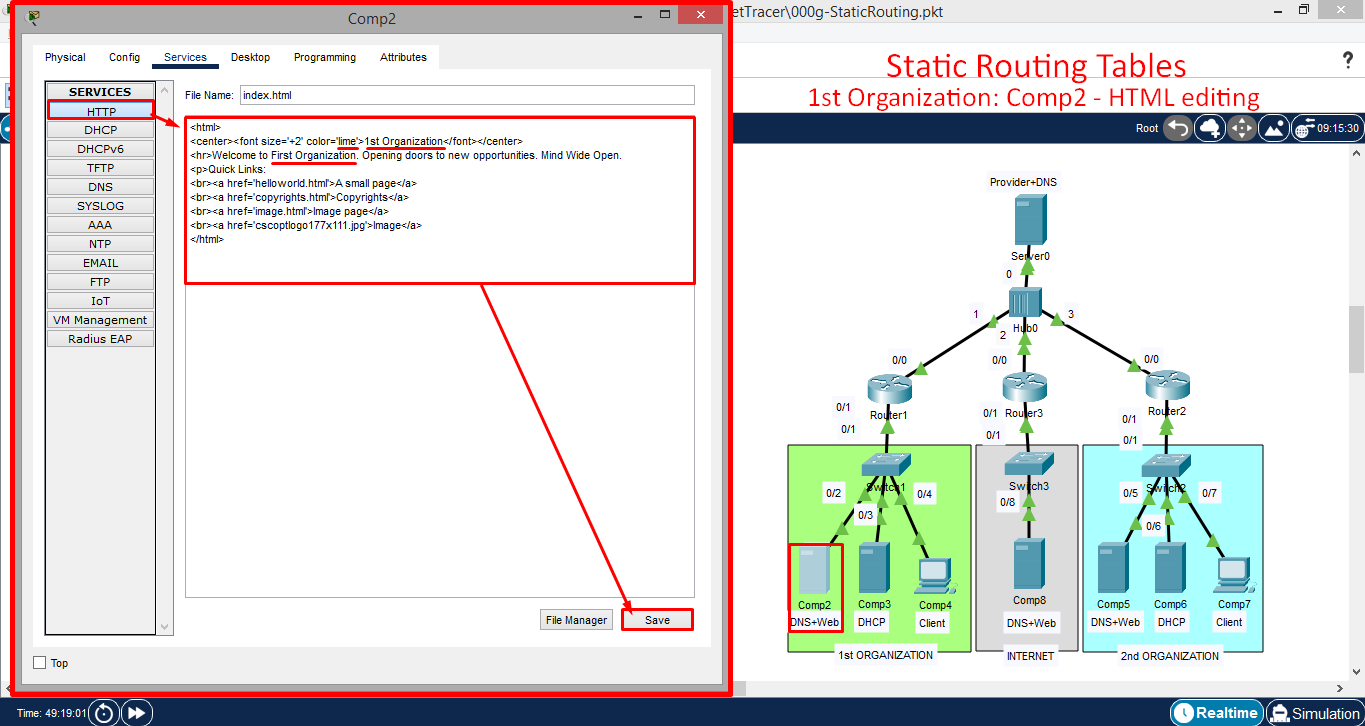 Comp2
etTracer\000g-StaticRouting.pkt
Physical
Config
Services
Desktop
Programming
Attributes
SERVICES
HTTP
DHCP
DHCPv6
TFTP
DNS
SYSLOG
AAA
NTP
EMAIL
FTP
IoT
VM Management
Radius EAP
File Name:
index.html
<html>
<center><font size='+2' color='lime'>1st Organization</font></center>
<hr>Welcome to First Organization. Opening doors to new opportunities. Mind Wide Open.
<p>Quick Links:
<br><a href='helloworld.html'>A small page</a>
<br><a href='copyrights.html'>Copyrights</a>
<br><a href='image.html'>Image page</a>
<br><a href='cscoptlogo177x111.jpg'>Image</a>
</html>
File Manager
Save
Top
Static Routing Tables
1st Organization: Comp2 - HTML editing
?
Root
09:15:30
Provider+DNS
Server0
0
1
Hub0
2
3
0/0
0/0
0/0
Router1
Router3
Router2
0/1
0/1
0/1
0/1
0/1
0/1
Switch1
Switch3
Switch2
0/2
0/3
0/4
0/8
0/5
0/6
0/7
Comp2
Comp3
Comp4
Comp8
Comp5
Comp6
Comp7
DNS+Web
DHCP
Client
DNS+Web
DNS+Web
DHCP
Client
1st ORGANIZATION
INTERNET
2nd ORGANIZATION
Time: 49:19:01
Realtime
Simulation